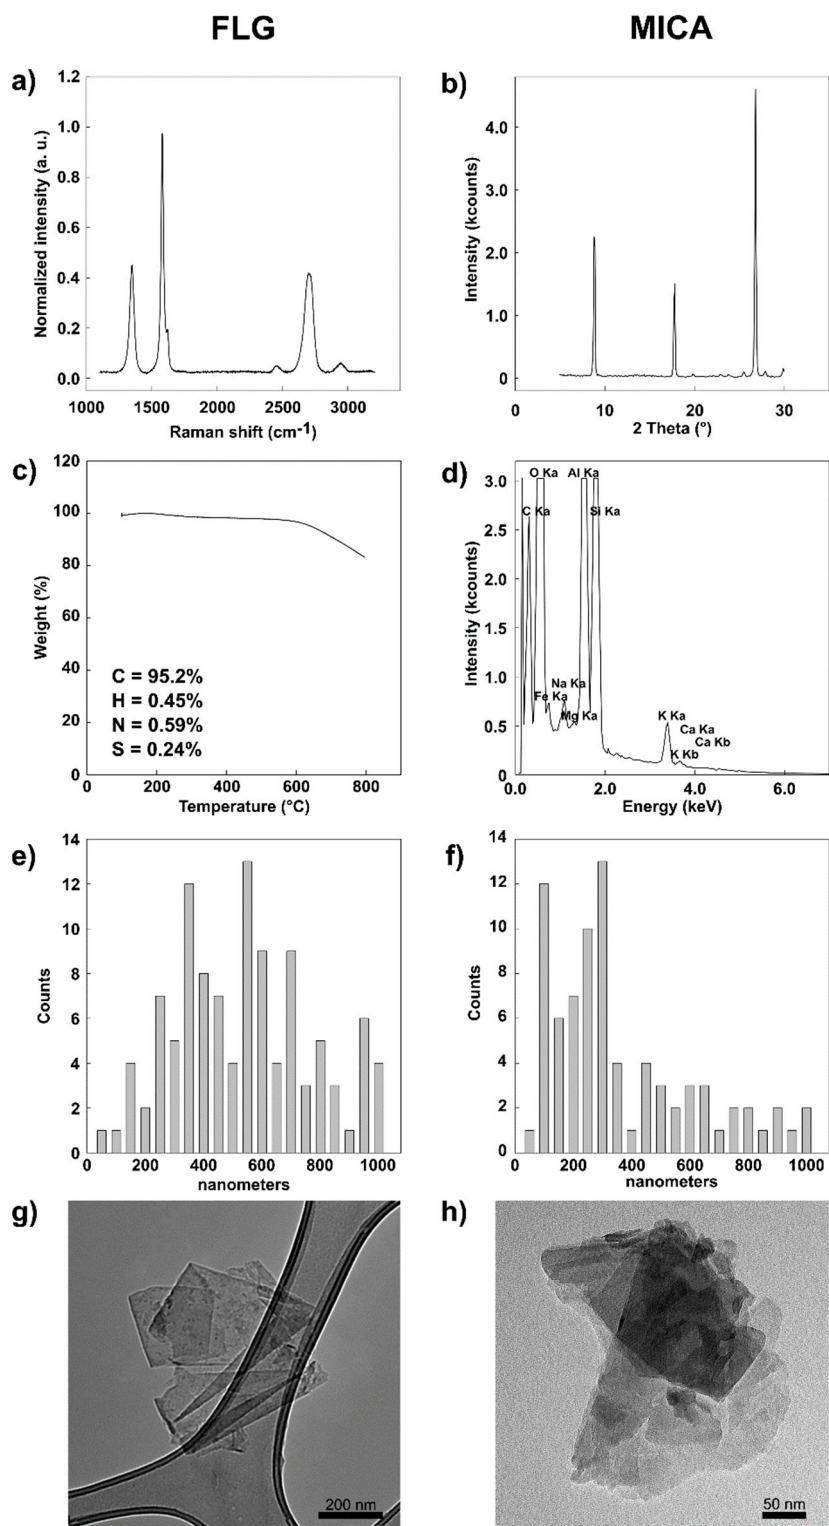 FLG
MICA
a)
1.2
1.0
0.8
0.6
0.4
0.2
0.0
Normalized intensity (a. u.)
1000 1500 2000 2500 3000
Raman shift (cm-1)
b)
4.0
3.0
2.0
1.0
0
Intensity (kcounts)
0 10 20 30
2 Theta (°)
c)
120
100
80
60
40
20
0
Weight (%)
C = 95.2%
H = 0.45%
N = 0.59%
S = 0.24%
0 200 400 600 800
Temperature (°C)
d)
3.0
2.5
2.0
1.5
1.0
0.5
0
Intensity (kcounts)
O Ka Al Ka
C Ka Si Ka
Na Ka
Fe Ka
Mg Ka
K Ka
Ca Ka
Ca Kb
K Kb
0.0 2.0 4.0 6.0
Energy (keV)
e)
14
12
10
8
6
4
2
0
Counts
0 200 400 600 800 1000
nanometers
f)
14
12
10
8
6
4
2
0
Counts
0 200 400 600 800 1000
nanometers
g)
200 nm
h)
50 nm